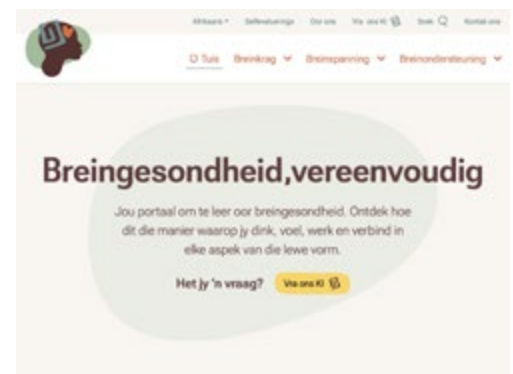 Afrikaans Selfevaluerings Oor ons Vra ons KI Soek Kontak ons
Tuis Breinkrag Breinspanning Breinondersteuning
Breingesondheid,vereenvoudig
Jou portaal om te leer oor breingesondheid. Ontdek hoe
dit die manier waarop jy dink, voel, werk en verbind in
elke aspek van die lewe vorm.
Het jy 'n vraag? Vra ons KI